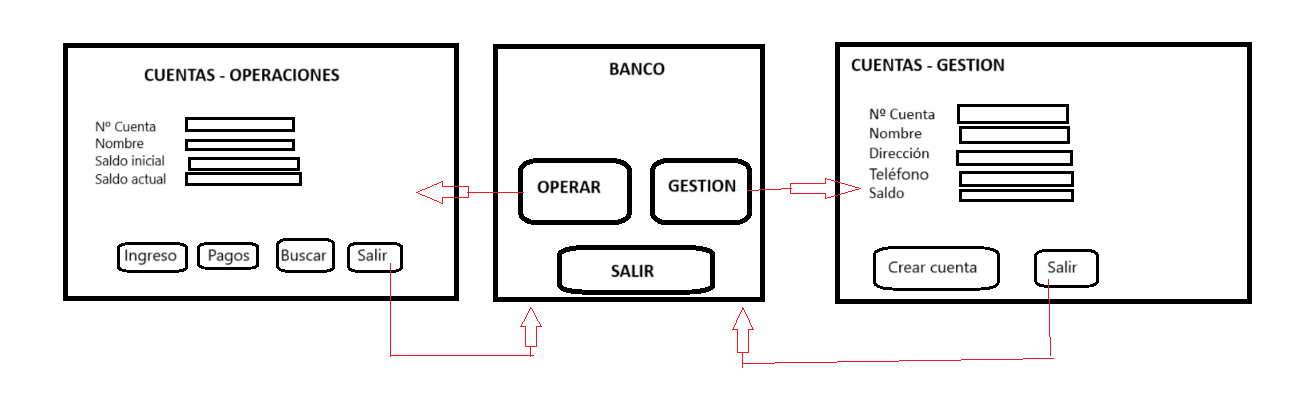 CUENTAS - OPERACIONES
Nº Cuenta
Nombre
Saldo inicial
Saldo actual
Ingreso
Pagos
Buscar
Salir
BANCO
OPERAR
GESTION
SALIR
CUENTAS - GESTION
Nº Cuenta
Nombre
Dirección
Teléfono
Saldo
Crear cuenta
Salir